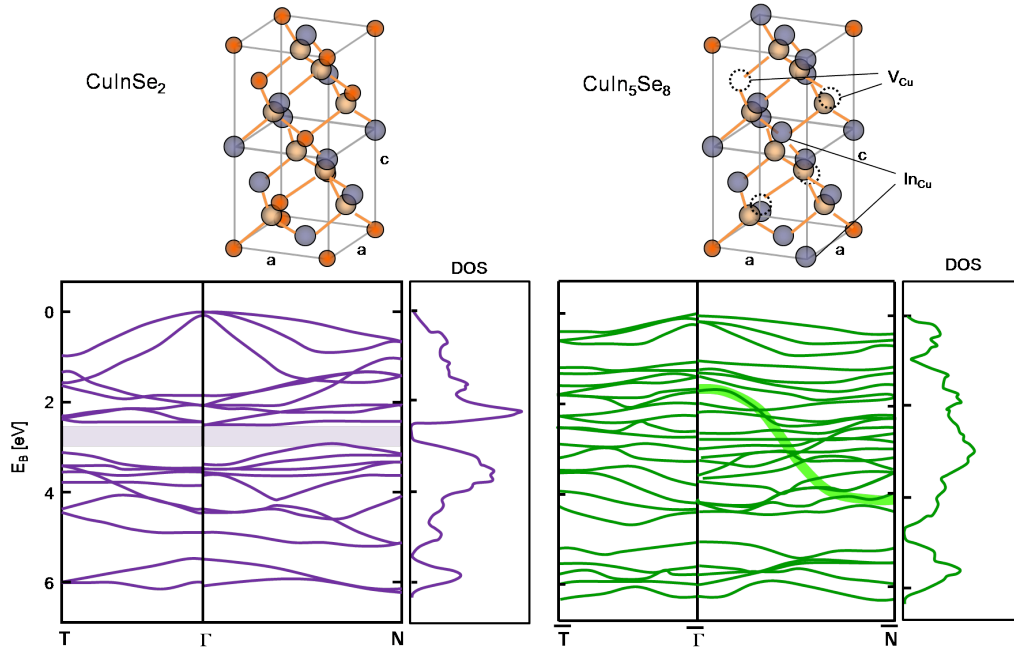 CuInSe2
c
a
a
CuIn5Se8
VCu
c
InCu
a
a
DOS
DOS
0
2
4
6
EB [eV]
T
Γ
N
T̅
Γ̅
N̅